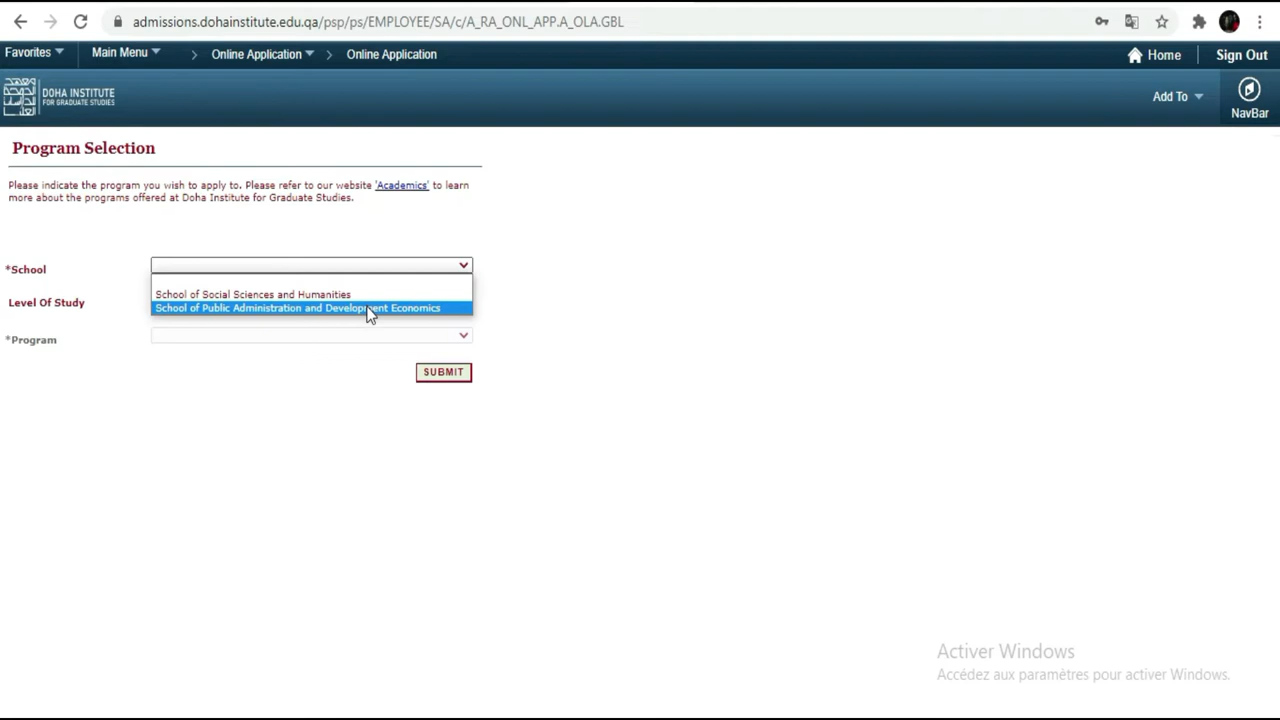 admissions.dohainstitute.edu.qa/psp/ps/EMPLOYEE/SA/c/A_RA_ONL_APP.A_OLA.GBL
Favorites Main Menu > Online Application > Online Application Home Sign Out
DOHA INSTITUTE
FOR GRADUATE STUDIES
Add To
NavBar
Program Selection
Please indicate the program you wish to apply to. Please refer to our website 'Academics' to learn
more about the programs offered at Doha Institute for Graduate Studies.
*School
School of Social Sciences and Humanities
Level Of Study
School of Public Administration and Development Economics
*Program
SUBMIT
Activer Windows
Accédez aux paramètres pour activer Windows.